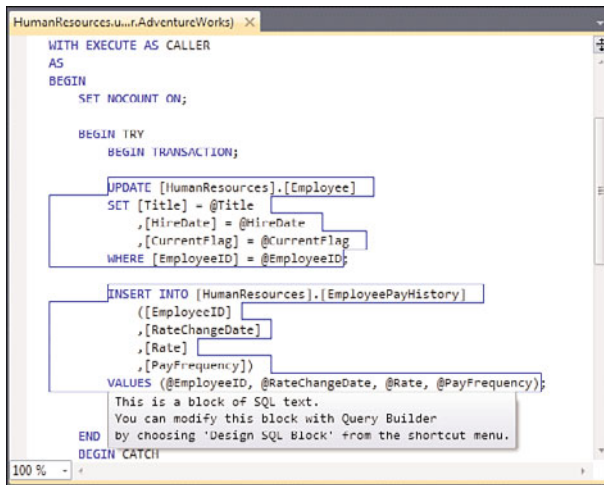 HumanResources.u...r.AdventureWorks) ×
WITH EXECUTE AS CALLER
AS
BEGIN
SET NOCOUNT ON;
BEGIN TRY
BEGIN TRANSACTION;
UPDATE [HumanResources].[Employee]
SET [Title] = @Title
,[HireDate] = @HireDate
,[CurrentFlag] = @CurrentFlag
WHERE [EmployeeID] = @EmployeeID;
INSERT INTO [HumanResources].[EmployeePayHistory]
([EmployeeID]
,[RateChangeDate]
,[Rate]
,[PayFrequency])
VALUES (@EmployeeID, @RateChangeDate, @Rate, @PayFrequency);
This is a block of SQL text.
You can modify this block with Query Builder
END by choosing 'Design SQL Block' from the shortcut menu.
BEGIN CATCH
100 %